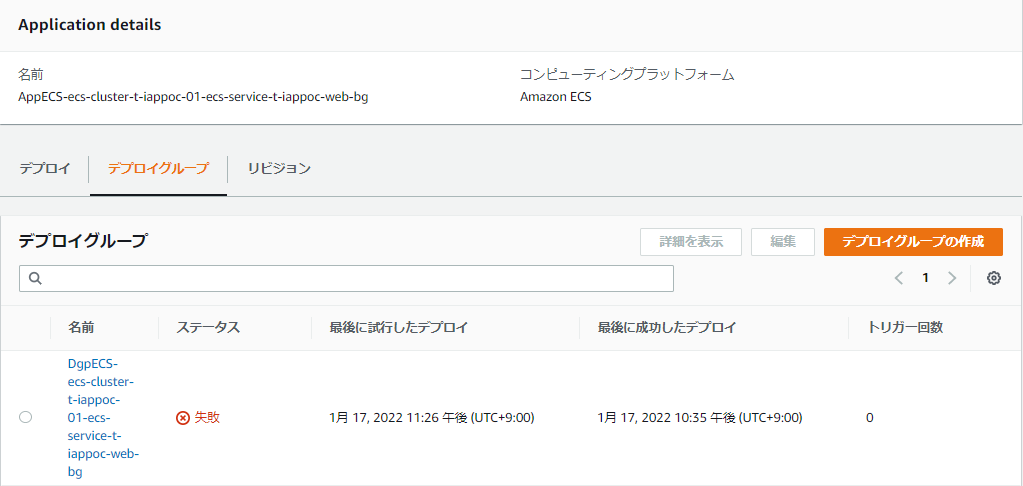 Application details
名前
コンピューティングプラットフォーム
AppECS-ecs-cluster-t-iappoc-01-ecs-service-t-iappoc-web-bg
Amazon ECS
デプロイ
デプロイグループ
リビジョン
デプロイグループ
詳細を表示
編集
デプロイグループの作成
1
名前
ステータス
最後に試行したデプロイ
最後に成功したデプロイ
トリガー回数
DgpECS-
ecs-cluster-
t-iappoc-
01-ecs-
service-t-
iappoc-web-
bg
失敗
1月 17, 2022 11:26 午後 (UTC+9:00)
1月 17, 2022 10:35 午後 (UTC+9:00)
0